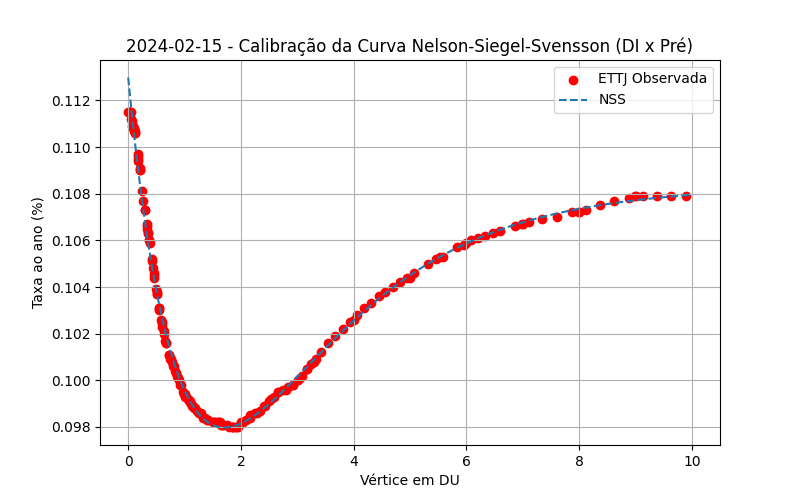 2024-02-15 - Calibração da Curva Nelson-Siegel-Svensson (DI x Pré)
ETTJ Observada
NSS
Taxa ao ano (%)
0.112
0.110
0.108
0.106
0.104
0.102
0.100
0.098
0 2 4 6 8 10
Vértice em DU